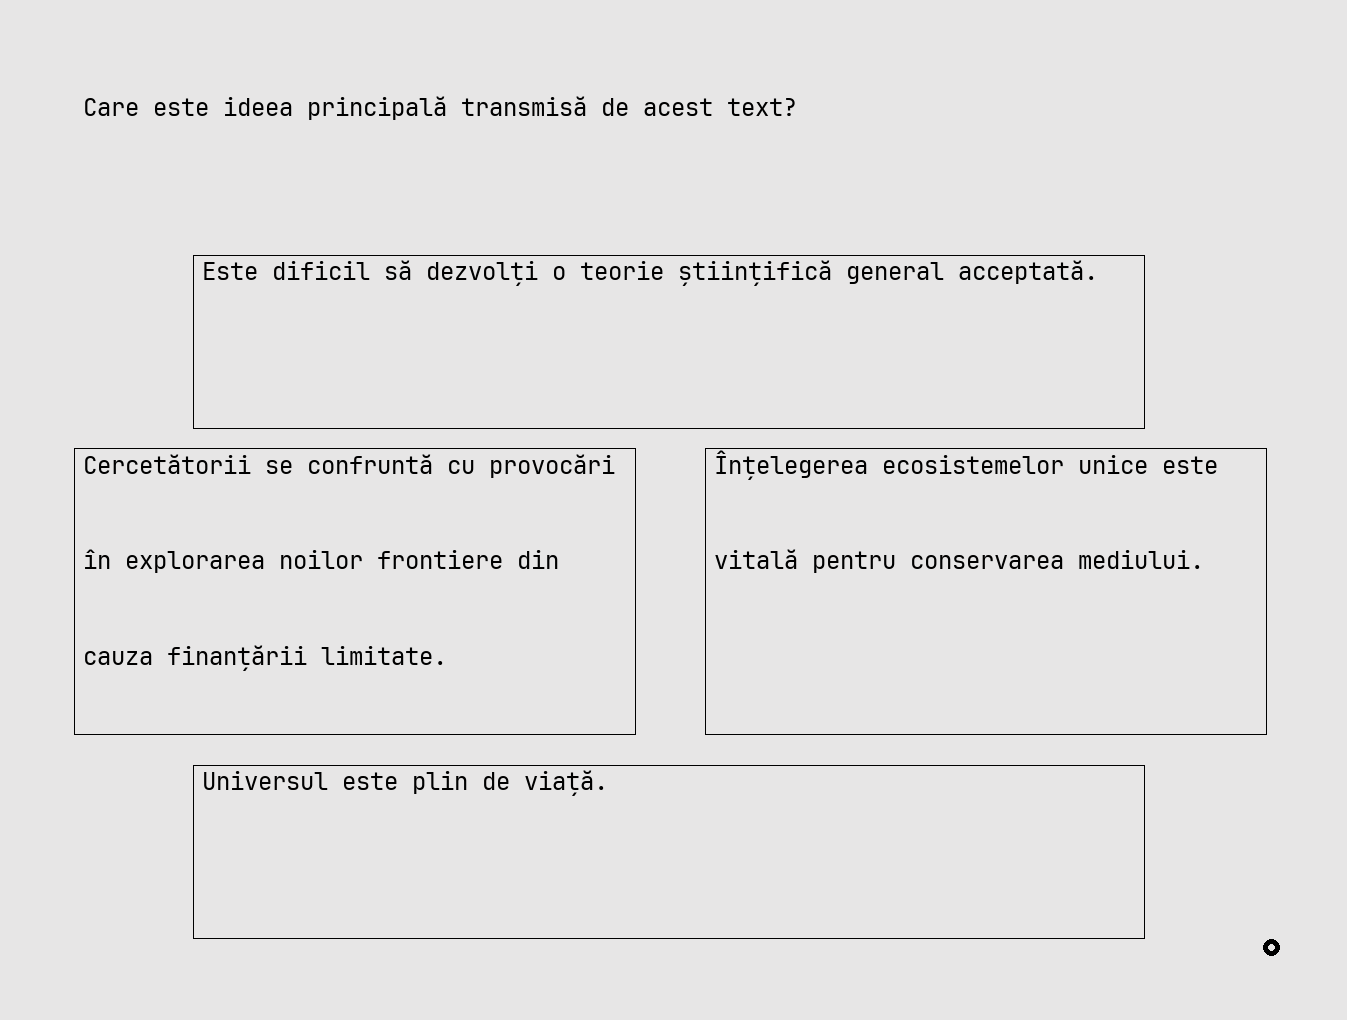 Care este ideea principală transmisă de acest text?
Este dificil să dezvolți o teorie științifică general acceptată.
Cercetătorii se confruntă cu provocări
în explorarea noilor frontiere din
cauza finanțării limitate.
Înțelegerea ecosistemelor unice este
vitală pentru conservarea mediului.
Universul este plin de viață.